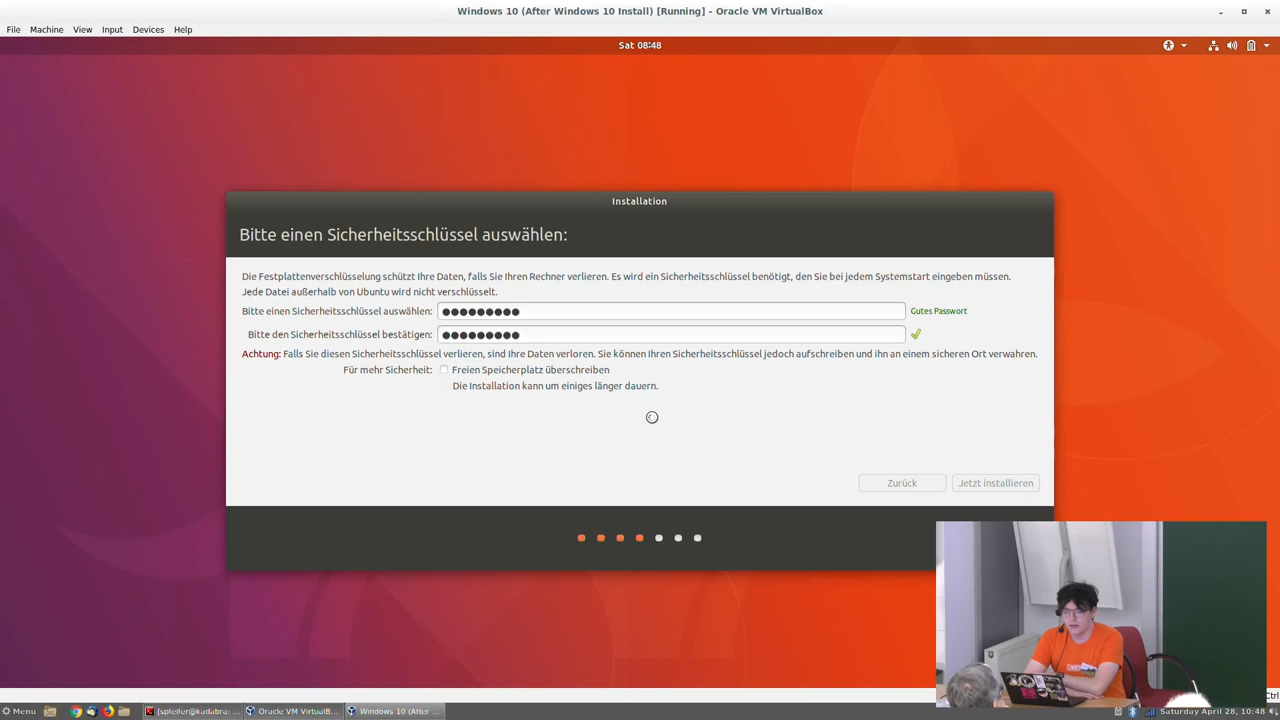 Windows 10 (After Windows 10 Install) [Running] - Oracle VM VirtualBox
File Machine View Input Devices Help
Sat 08:48
Installation
Bitte einen Sicherheitsschlüssel auswählen:
Die Festplattenverschlüsselung schützt Ihre Daten, falls Sie Ihren Rechner verlieren. Es wird ein Sicherheitsschlüssel benötigt, den Sie bei jedem Systemstart eingeben müssen.
Jede Datei außerhalb von Ubuntu wird nicht verschlüsselt.
Bitte einen Sicherheitsschlüssel auswählen: ●●●●●●●●● Gutes Passwort
Bitte den Sicherheitsschlüssel bestätigen: ●●●●●●●●●
Achtung: Falls Sie diesen Sicherheitsschlüssel verlieren, sind Ihre Daten verloren. Sie können Ihren Sicherheitsschlüssel jedoch aufschreiben und ihn an einem sicheren Ort verwahren.
Für mehr Sicherheit: Freien Speicherplatz überschreiben
Die Installation kann um einiges länger dauern.
Zurück Jetzt installieren
Ctrl
Menu [spfeifer@kadabra: ... Oracle VM VirtualB... Windows 10 (After ... Saturday April 28, 10:48